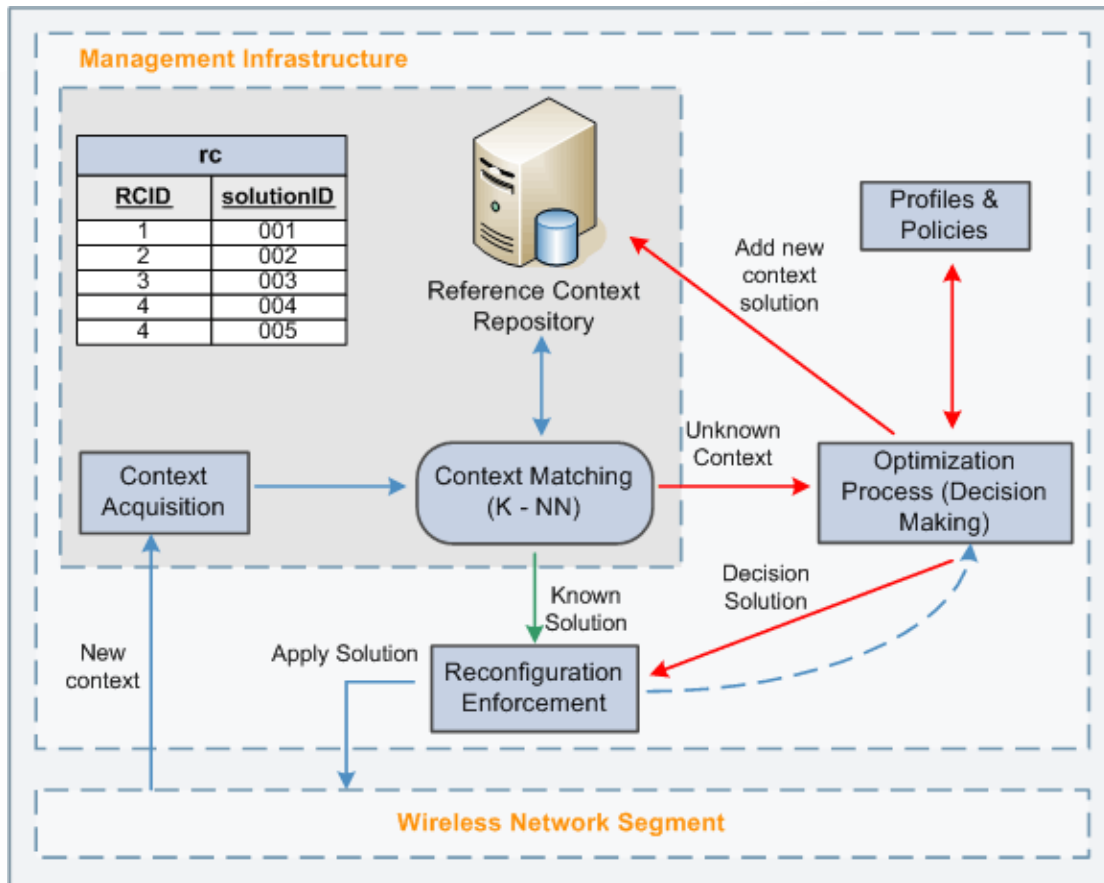 Management Infrastructure
rc
RCID solutionID
1 001
2 002
3 003
4 004
4 005
Reference Context
Repository
Add new
context
solution
Profiles &
Policies
Context
Acquisition
Context Matching
(K - NN)
Unknown
Context
Optimization
Process (Decision
Making)
Known
Solution
Decision
Solution
New
context
Apply Solution
Reconfiguration
Enforcement
Wireless Network Segment